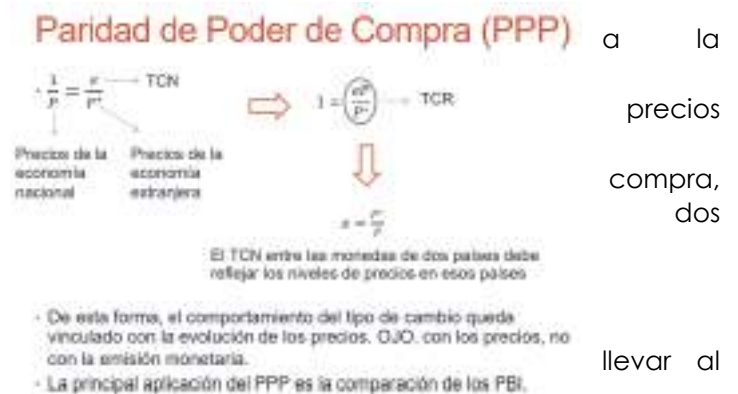 Paridad de Poder de Compra (PPP)
a la
· 1/P = e/P* → TCN
1 = eP/P* → TCR
precios
Precios de la economía nacional
Precios de la economía extranjera
compra,
dos
e = P*/P
El TCN entre las monedas de dos países debe
reflejar los niveles de precios en esos países
- De esta forma, el comportamiento del tipo de cambio queda
vinculado con la evolución de los precios. OJO. con los precios, no
con la emisión monetaria.
llevar al
- La principal aplicación del PPP es la comparación de los PBI.